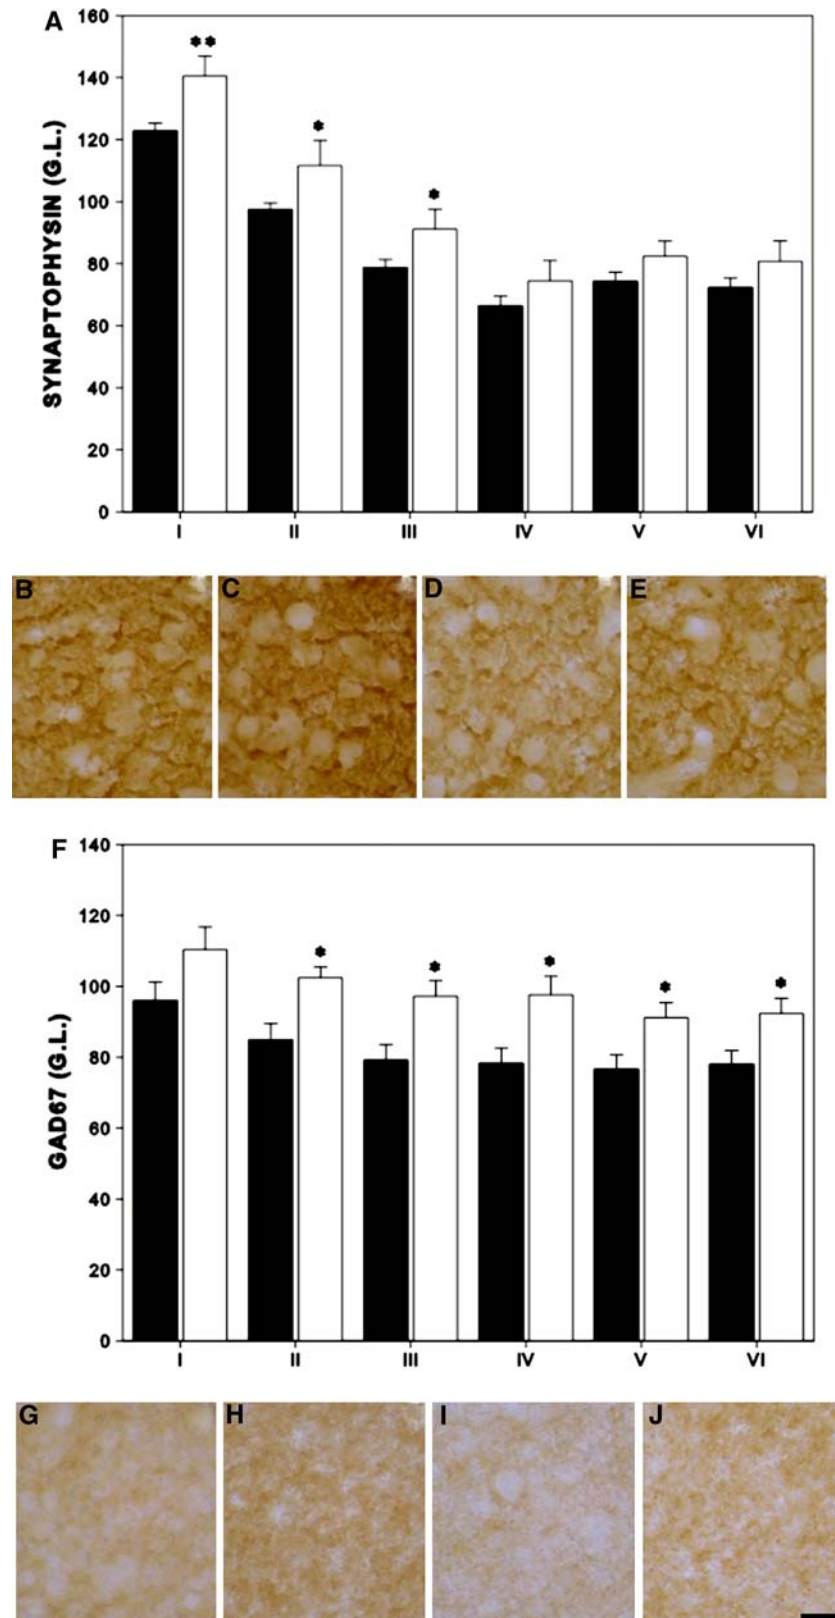 A
160
140
120
100
80
60
40
20
0
SYNAPTOPHYSIN (G.L.)
** * *
I II III IV V VI
B C D E
F
140
120
100
80
60
40
20
0
GAD67 (G.L.)
* * * * *
I II III IV V VI
G H I J